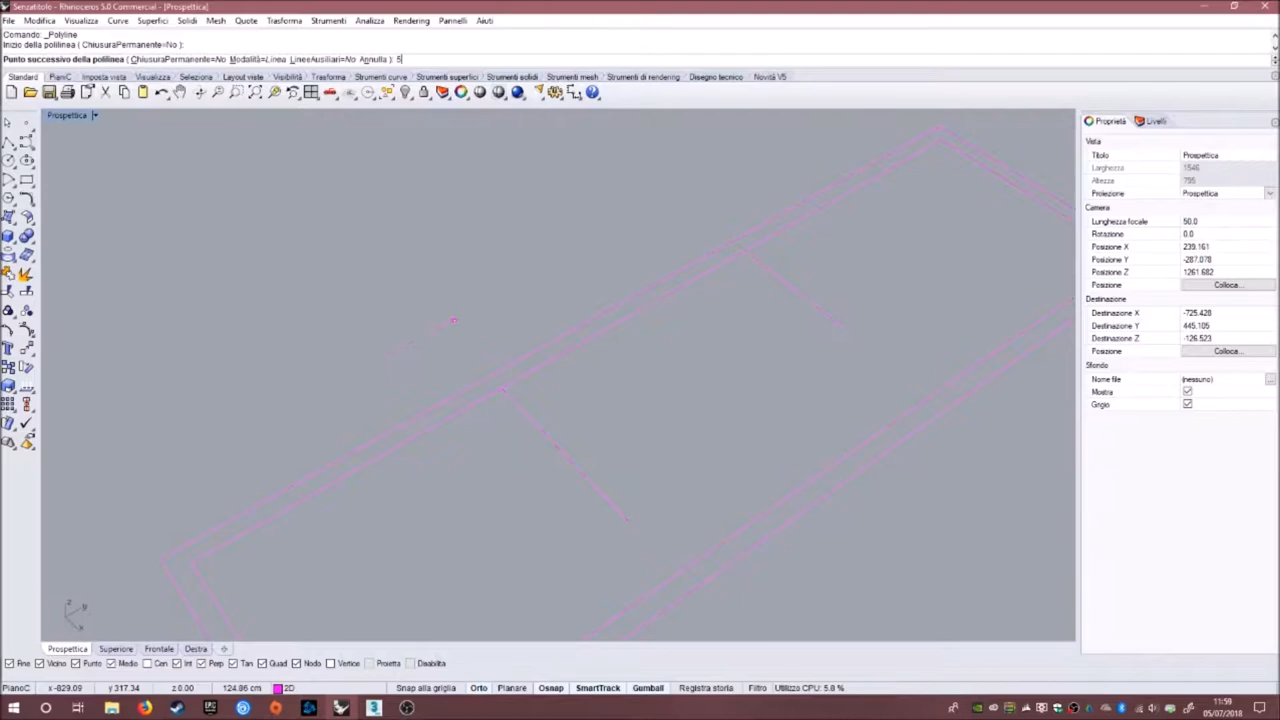 Senzatitolo - Rhinoceros 5.0 Commercial - [Prospettica]
File Modifica Visualizza Curve Superfici Solidi Mesh Quote Trasforma Strumenti Analizza Rendering Pannelli Aiuti
Comando: _Polyline
Inizio della polilinea ( ChiusuraPermanente=No ):
Punto successivo della polilinea ( ChiusuraPermanente=No Modalità=Linea LineeAusiliari=No Annulla ): 5
Standard PianiC Imposta vista Visualizza Selezione Layout viste Visibilità Trasforma Strumenti curve Strumenti superfici Strumenti solidi Strumenti mesh Strumenti di rendering Disegno tecnico Novità V5
Prospettica
Proprietà Livelli
Vista
Titolo Prospettica
Larghezza 1546
Altezza 795
Proiezione Prospettica
Camera
Lunghezza focale 50.0
Rotazione 0.0
Posizione X 239.161
Posizione Y -287.078
Posizione Z 1261.682
Posizione Colloca...
Destinazione
Destinazione X -725.428
Destinazione Y 445.105
Destinazione Z -126.523
Posizione Colloca...
Sfondo
Nome file (nessuno) ...
Mostra
Grigio
z
y
x
Prospettica Superiore Frontale Destra
Fine Vicino Punto Medio Cen Int Perp Tan Quad Nodo Vertice Proietta Disabilita
PianoC x -829.09 y 317.34 z 0.00 124.86 cm 2D Snap alla griglia Orto Planare Osnap SmartTrack Gumball Registra storia Filtro Utilizzo CPU: 5.8 %
11:59
05/07/2018